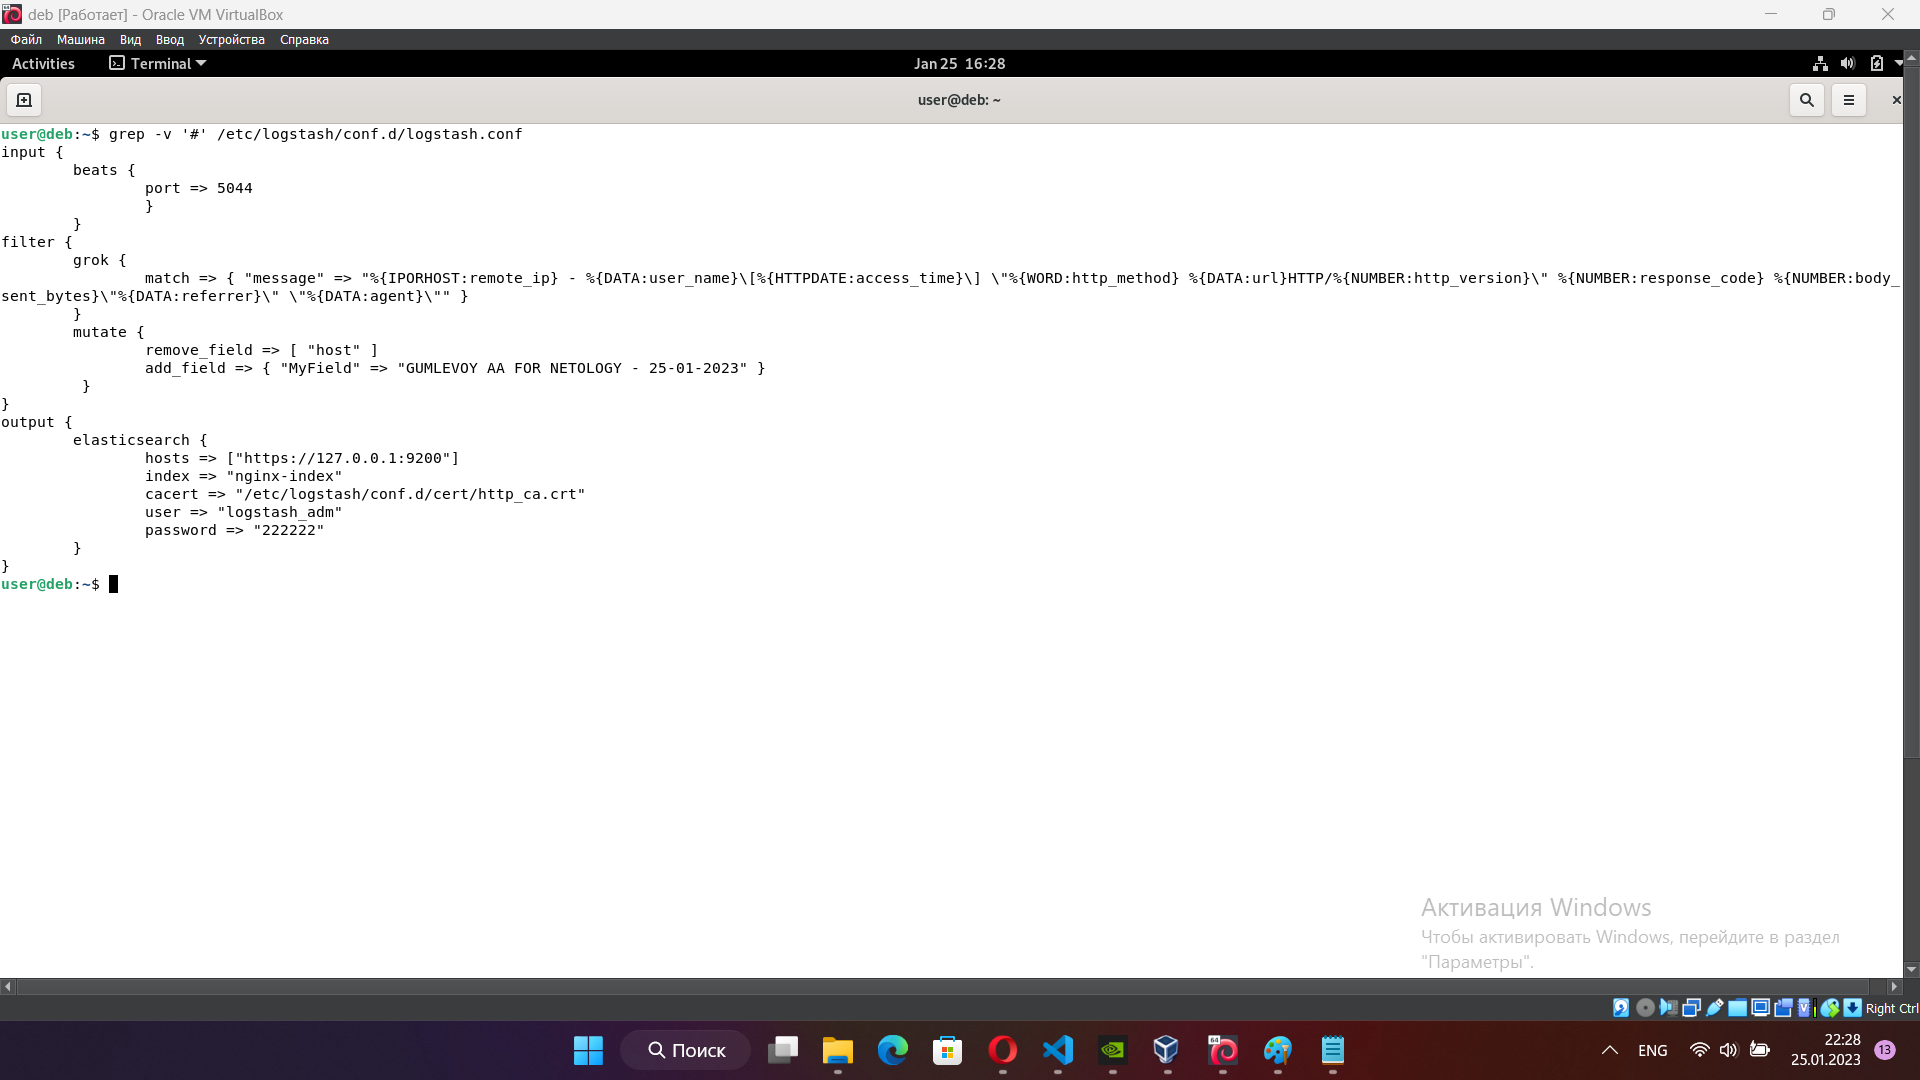 deb [Работает] - Oracle VM VirtualBox
Файл Машина Вид Ввод Устройства Справка
Activities Terminal Jan 25 16:28
user@deb: ~
user@deb:~$ grep -v '#' /etc/logstash/conf.d/logstash.conf
input {
        beats {
                port => 5044
                }
        }
filter {
        grok {
                match => { "message" => "%{IPORHOST:remote_ip} - %{DATA:user_name}\[%{HTTPDATE:access_time}\] \"%{WORD:http_method} %{DATA:url}HTTP/%{NUMBER:http_version}\" %{NUMBER:response_code} %{NUMBER:body_
sent_bytes}\"%{DATA:referrer}\" \"%{DATA:agent}\"" }
        }
        mutate {
                remove_field => [ "host" ]
                add_field => { "MyField" => "GUMLEVOY AA FOR NETOLOGY - 25-01-2023" }
         }
}
output {
        elasticsearch {
                hosts => ["https://127.0.0.1:9200"]
                index => "nginx-index"
                cacert => "/etc/logstash/conf.d/cert/http_ca.crt"
                user => "logstash_adm"
                password => "222222"
        }
}
user@deb:~$
Активация Windows
Чтобы активировать Windows, перейдите в раздел
"Параметры".
Right Ctrl
Поиск
ENG
22:28
25.01.2023
13